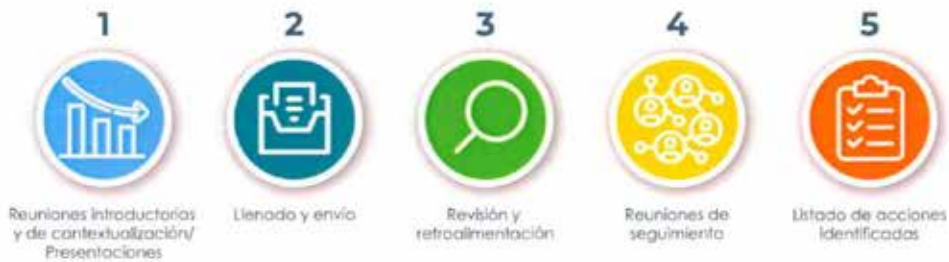 1
2
3
4
5
Reuniones introductorias
y de contextualización/
Presentaciones
Llenado y envío
Revisión y
retroalimentación
Reuniones de
seguimiento
Listado de acciones
identificadas